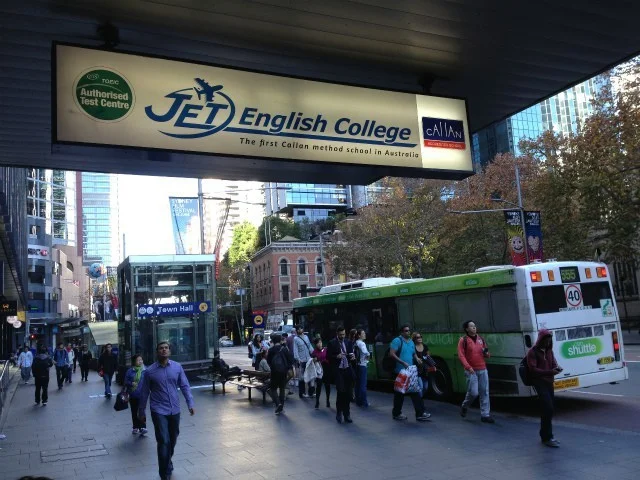 TOEIC
Authorised
Test Centre
JET English College
The first Callan method school in Australia
CALLAN
Town Hall
555
40
shuttle